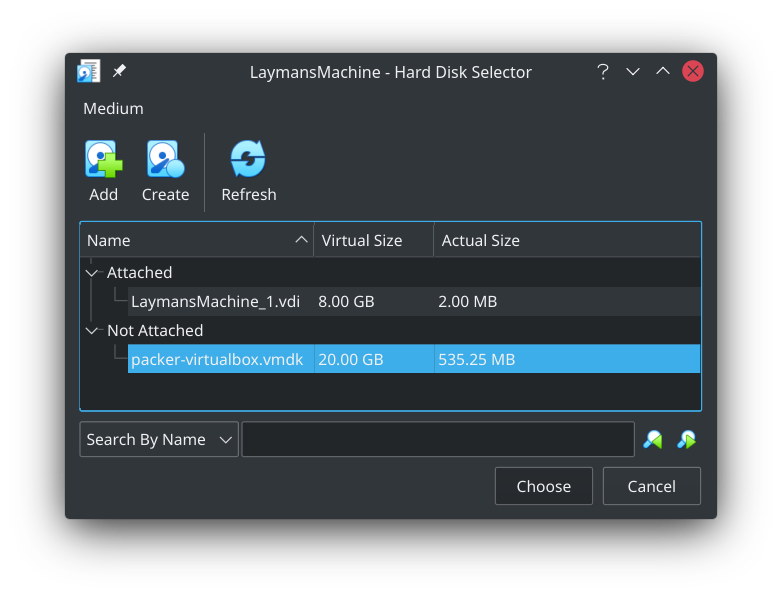 LaymansMachine - Hard Disk Selector
Medium
Add Create Refresh
Name Virtual Size Actual Size
Attached
LaymansMachine_1.vdi 8.00 GB 2.00 MB
Not Attached
packer-virtualbox.vmdk 20.00 GB 535.25 MB
Search By Name
Choose Cancel